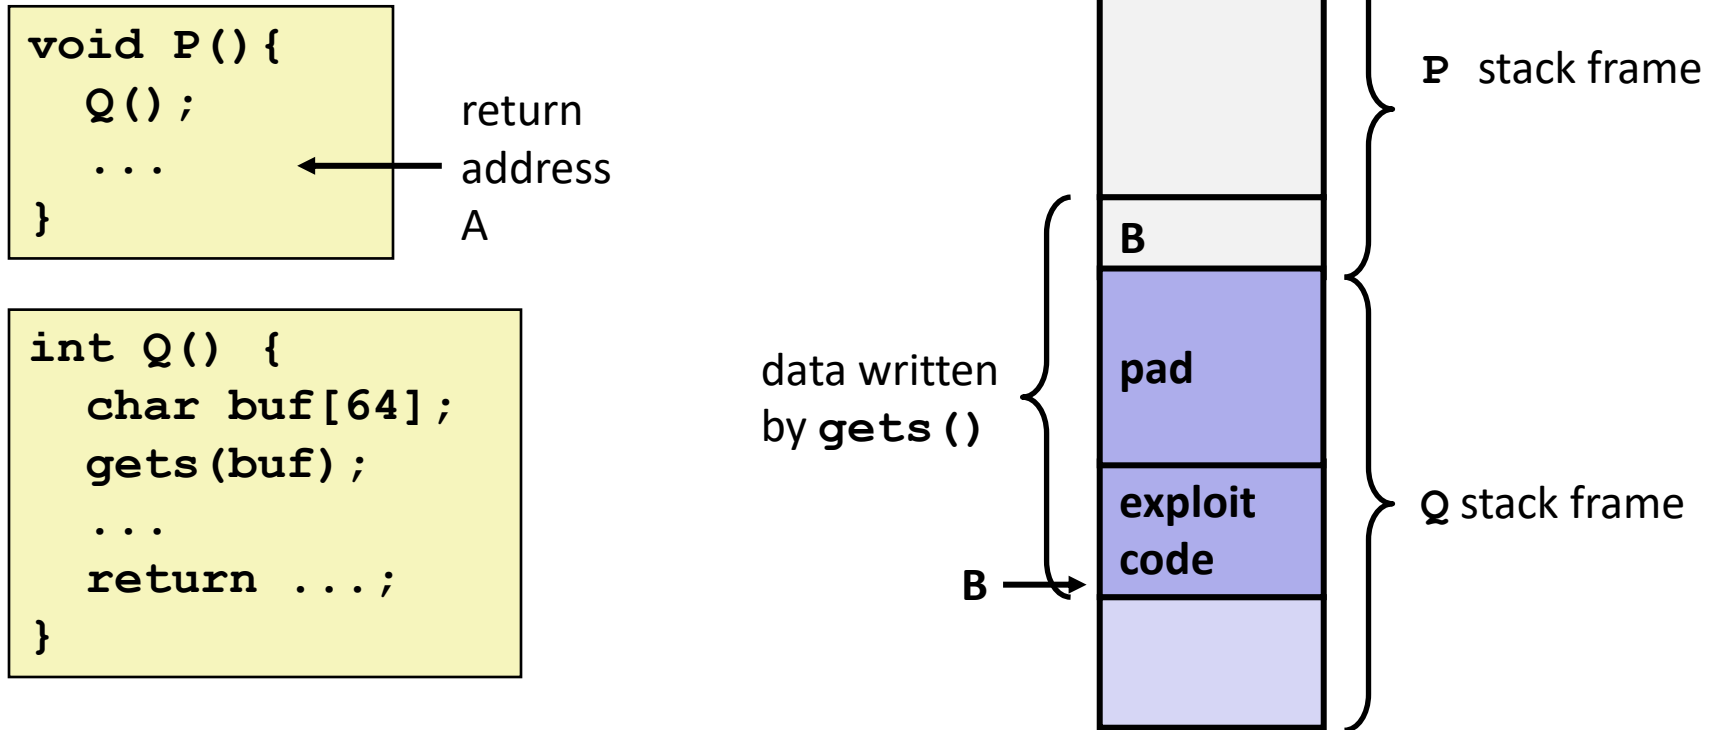 void P(){
Q();
...
}
return
address
A
int Q() {
char buf[64];
gets(buf);
...
return ...;
}
data written
by gets()
B
B
pad
exploit
code
P stack frame
Q stack frame